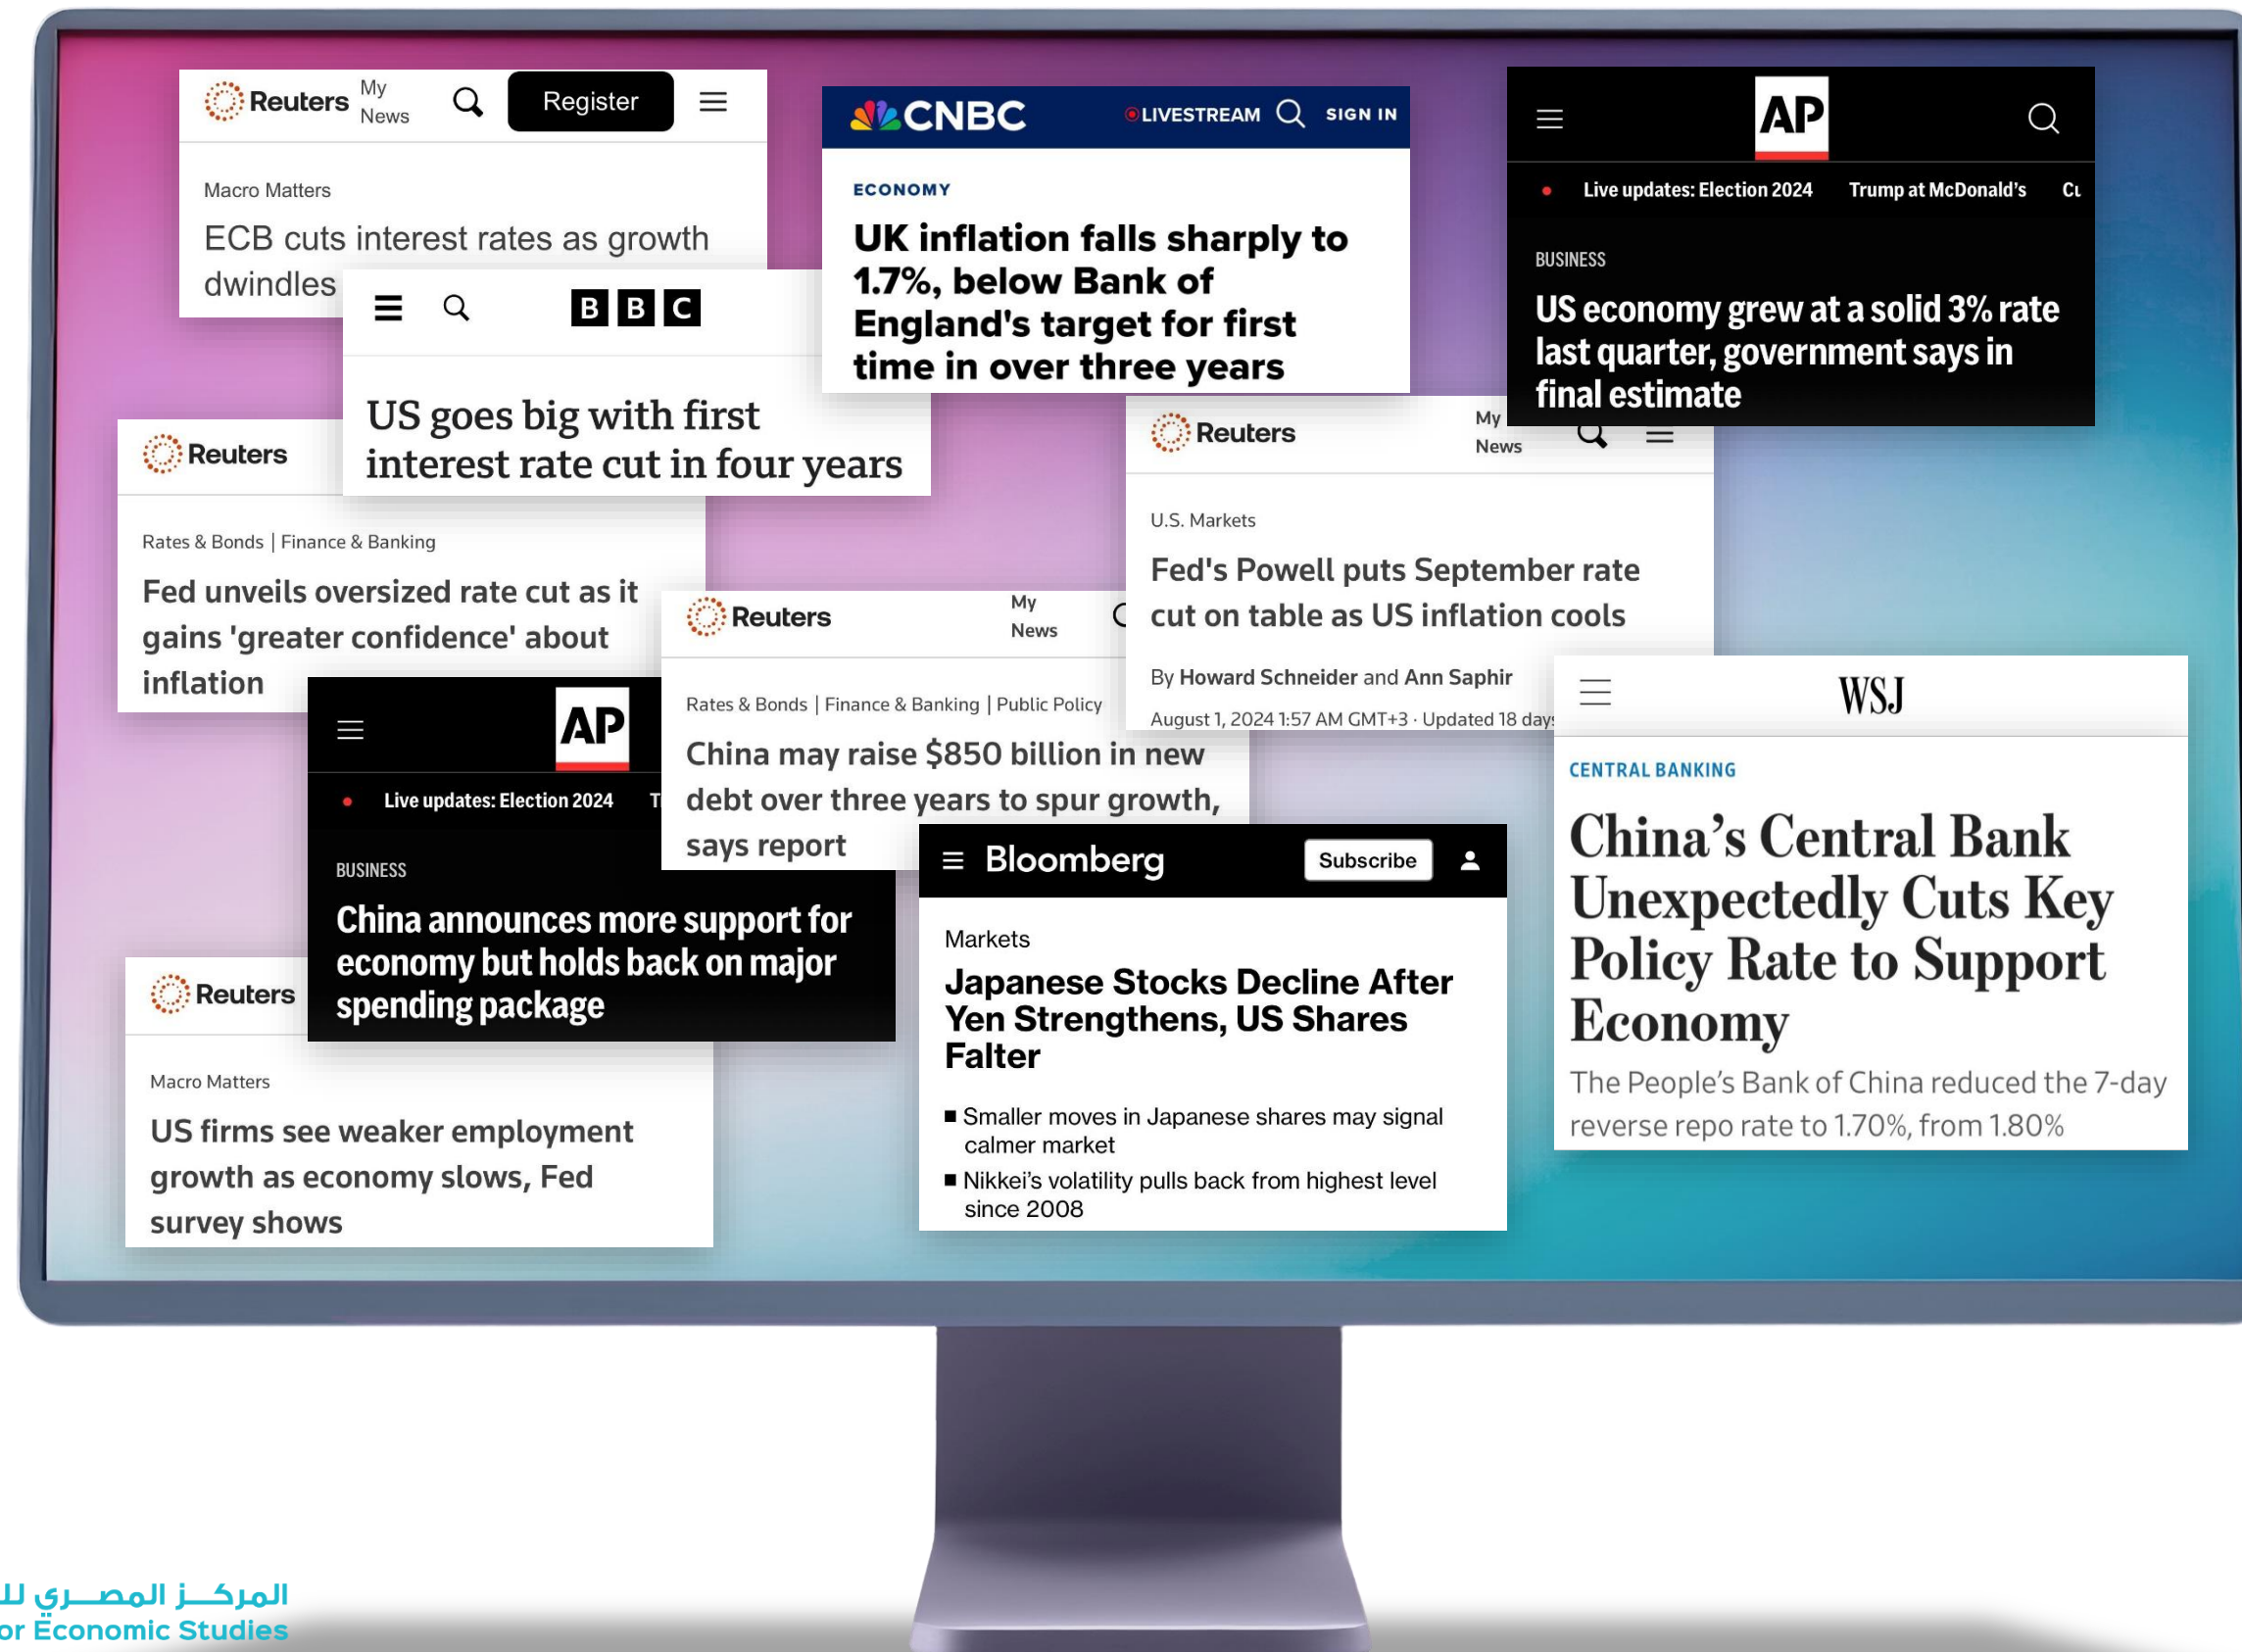 Reuters
My
News
Register
Macro Matters
ECB cuts interest rates as growth
dwindles
BBC
US goes big with first
interest rate cut in four years
CNBC
LIVESTREAM
SIGN IN
ECONOMY
UK inflation falls sharply to
1.7%, below Bank of
England's target for first
time in over three years
AP
Live updates: Election 2024 Trump at McDonald's
BUSINESS
US economy grew at a solid 3% rate
last quarter, government says in
final estimate
Reuters
Rates & Bonds | Finance & Banking
Fed unveils oversized rate cut as it
gains 'greater confidence' about
inflation
Reuters
My
News
U.S. Markets
Fed's Powell puts September rate
cut on table as US inflation cools
By Howard Schneider and Ann Saphir
August 1, 2024 1:57 AM GMT+3 · Updated 18 days
Reuters
My
News
Rates & Bonds | Finance & Banking | Public Policy
China may raise $850 billion in new
debt over three years to spur growth,
says report
AP
Live updates: Election 2024
BUSINESS
China announces more support for
economy but holds back on major
spending package
WSJ
CENTRAL BANKING
China's Central Bank
Unexpectedly Cuts Key
Policy Rate to Support
Economy
The People's Bank of China reduced the 7-day
reverse repo rate to 1.70%, from 1.80%
Bloomberg
Subscribe
Markets
Japanese Stocks Decline After
Yen Strengthens, US Shares
Falter
■ Smaller moves in Japanese shares may signal
calmer market
■ Nikkei's volatility pulls back from highest level
since 2008
Reuters
Macro Matters
US firms see weaker employment
growth as economy slows, Fed
survey shows
المركز المصري
Economic Studies